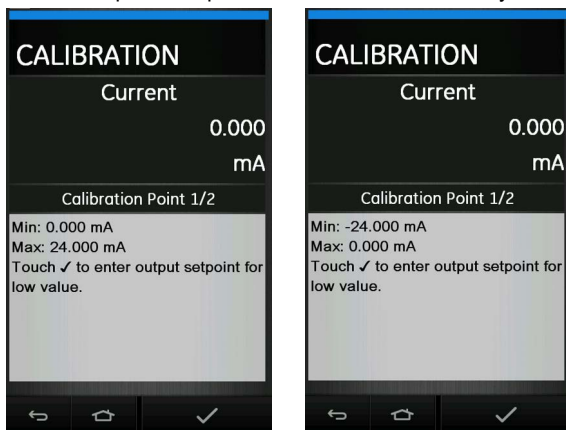 CALIBRATION
Current
0.000
mA
Calibration Point 1/2
Min: 0.000 mA
Max: 24.000 mA
Touch ✓ to enter output setpoint for
low value.
CALIBRATION
Current
0.000
mA
Calibration Point 1/2
Min: -24.000 mA
Max: 0.000 mA
Touch ✓ to enter output setpoint for
low value.